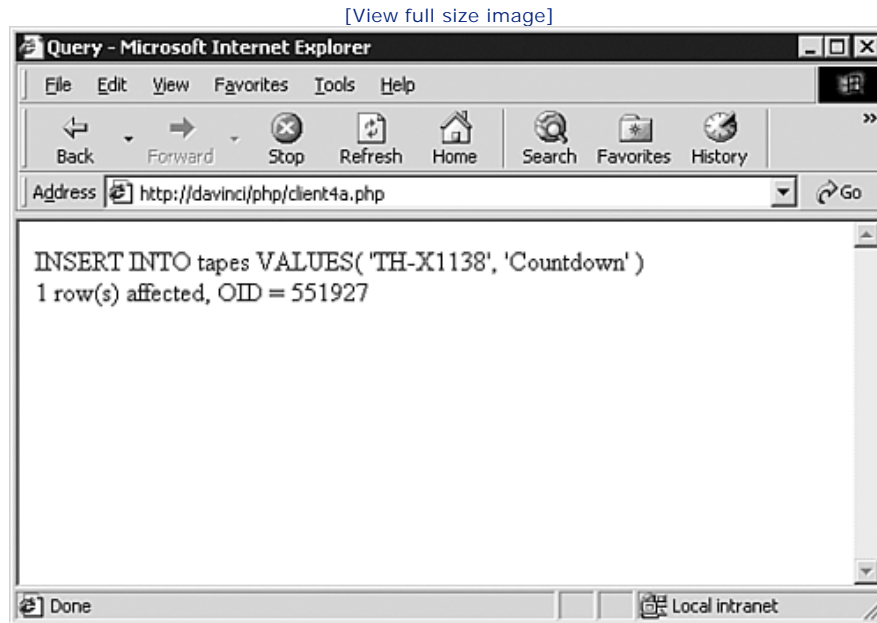 [View full size image]
Query - Microsoft Internet Explorer
File Edit View Favorites Tools Help
Back Forward Stop Refresh Home Search Favorites History »
Address http://davinci/php/client4a.php Go
INSERT INTO tapes VALUES( 'TH-X1138', 'Countdown' )
1 row(s) affected, OID = 551927
Done Local intranet